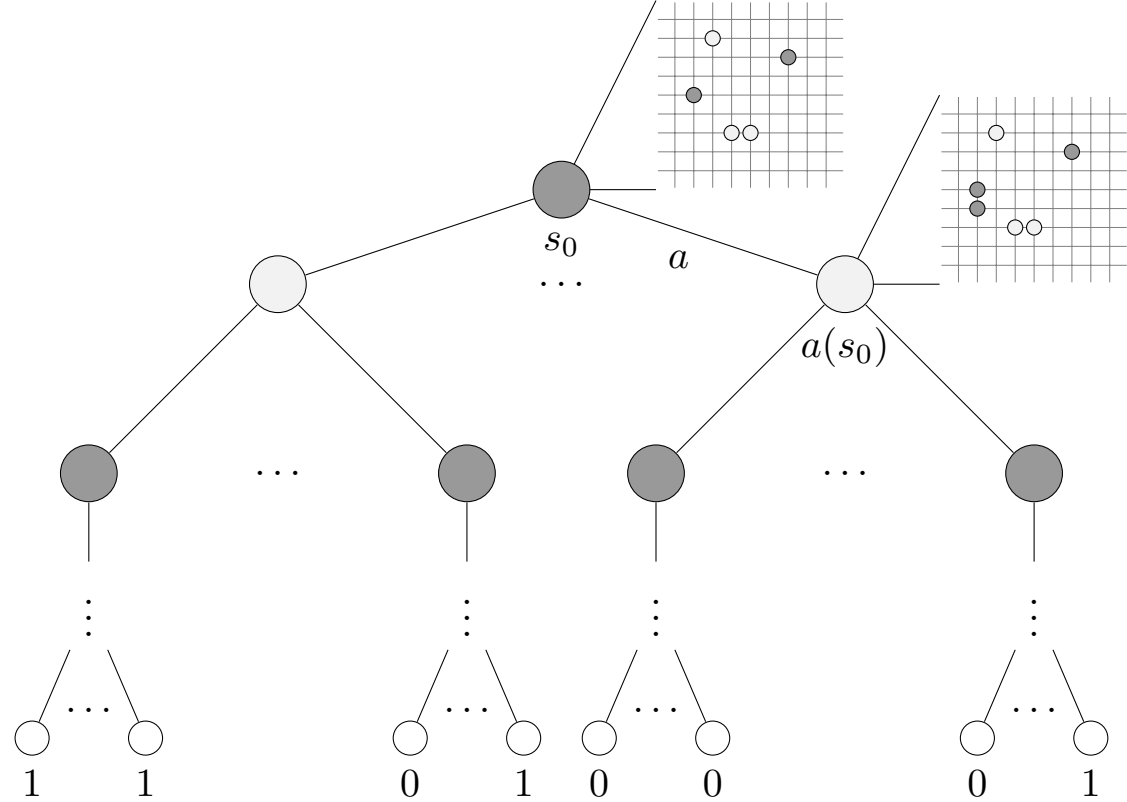 s₀
a
...
a(s₀)
... ...
⋮ ⋮ ⋮ ⋮
... ... ... ...
1 1 0 1 0 0 0 1